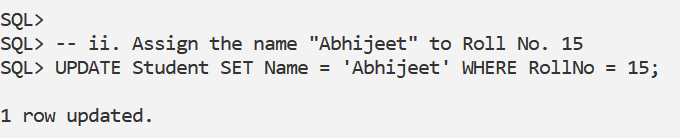 SQL>
SQL> -- ii. Assign the name "Abhijeet" to Roll No. 15
SQL> UPDATE Student SET Name = 'Abhijeet' WHERE RollNo = 15;
1 row updated.